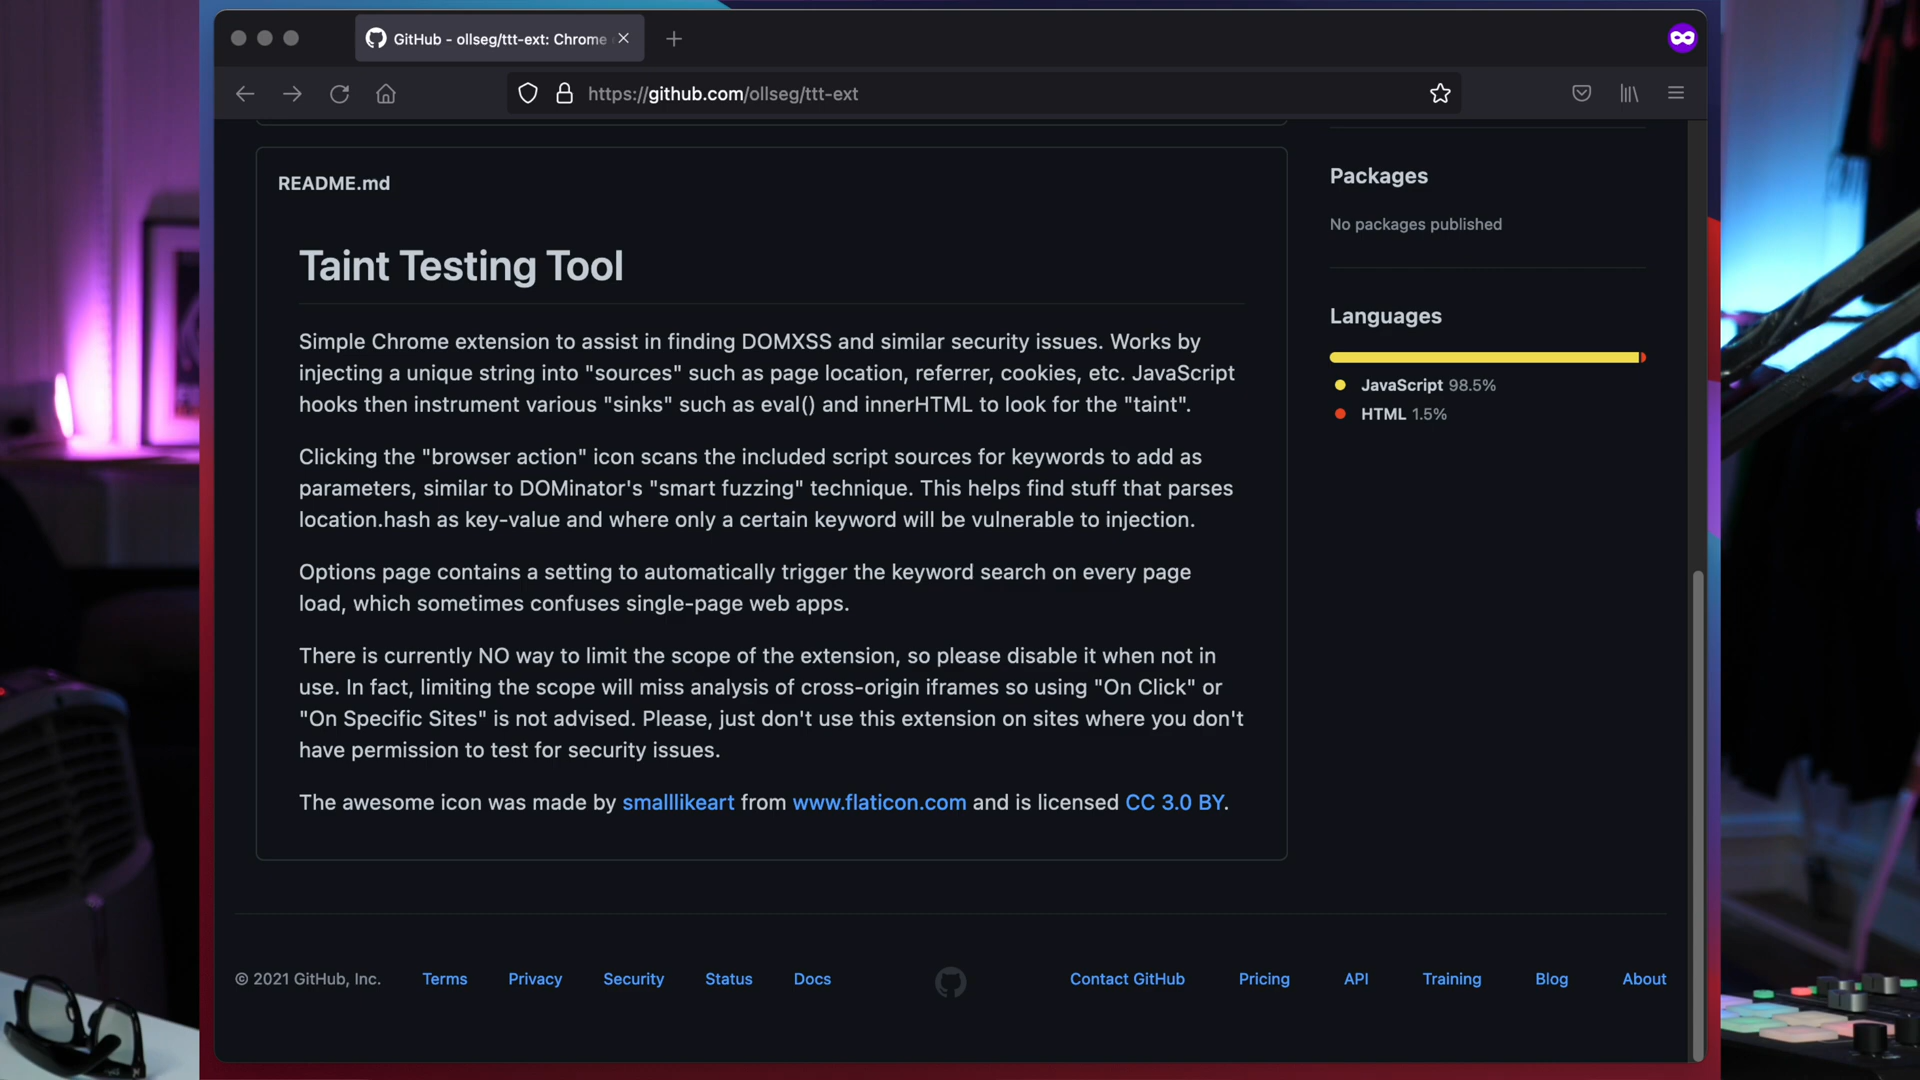 GitHub - ollseg/ttt-ext: Chrome
https://github.com/ollseg/ttt-ext
README.md
Taint Testing Tool
Simple Chrome extension to assist in finding DOMXSS and similar security issues. Works by
injecting a unique string into "sources" such as page location, referrer, cookies, etc. JavaScript
hooks then instrument various "sinks" such as eval() and innerHTML to look for the "taint".
Clicking the "browser action" icon scans the included script sources for keywords to add as
parameters, similar to DOMinator's "smart fuzzing" technique. This helps find stuff that parses
location.hash as key-value and where only a certain keyword will be vulnerable to injection.
Options page contains a setting to automatically trigger the keyword search on every page
load, which sometimes confuses single-page web apps.
There is currently NO way to limit the scope of the extension, so please disable it when not in
use. In fact, limiting the scope will miss analysis of cross-origin iframes so using "On Click" or
"On Specific Sites" is not advised. Please, just don't use this extension on sites where you don't
have permission to test for security issues.
The awesome icon was made by smalllikeart from www.flaticon.com and is licensed CC 3.0 BY.
Packages
No packages published
Languages
JavaScript 98.5%
HTML 1.5%
© 2021 GitHub, Inc. Terms Privacy Security Status Docs Contact GitHub Pricing API Training Blog About